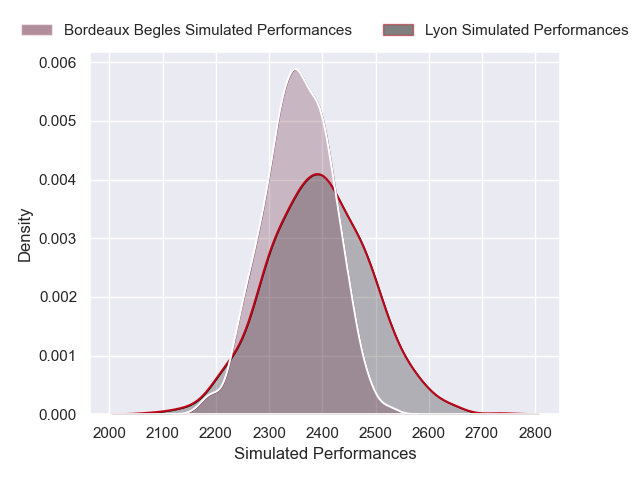 Bordeaux Begles Simulated Performances Lyon Simulated Performances
0.006
0.005
0.004
0.003
0.002
0.001
0.000
Density
2000 2100 2200 2300 2400 2500 2600 2700 2800
Simulated Performances